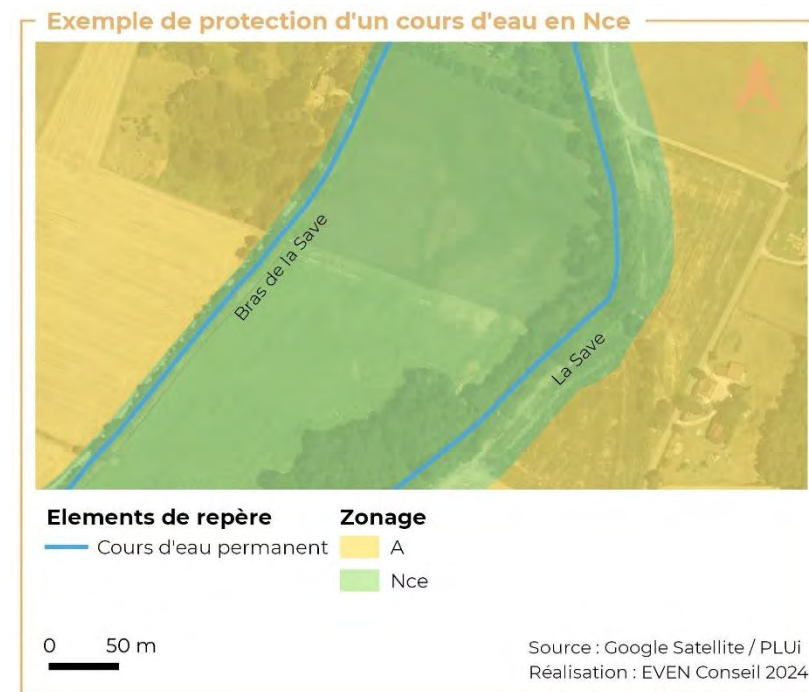 Exemple de protection d'un cours d'eau en Nce
Bras de la Save
La Save
Elements de repère
Cours d'eau permanent
Zonage
A
Nce
0 50 m
Source : Google Satellite / PLUi
Réalisation : EVEN Conseil 2024